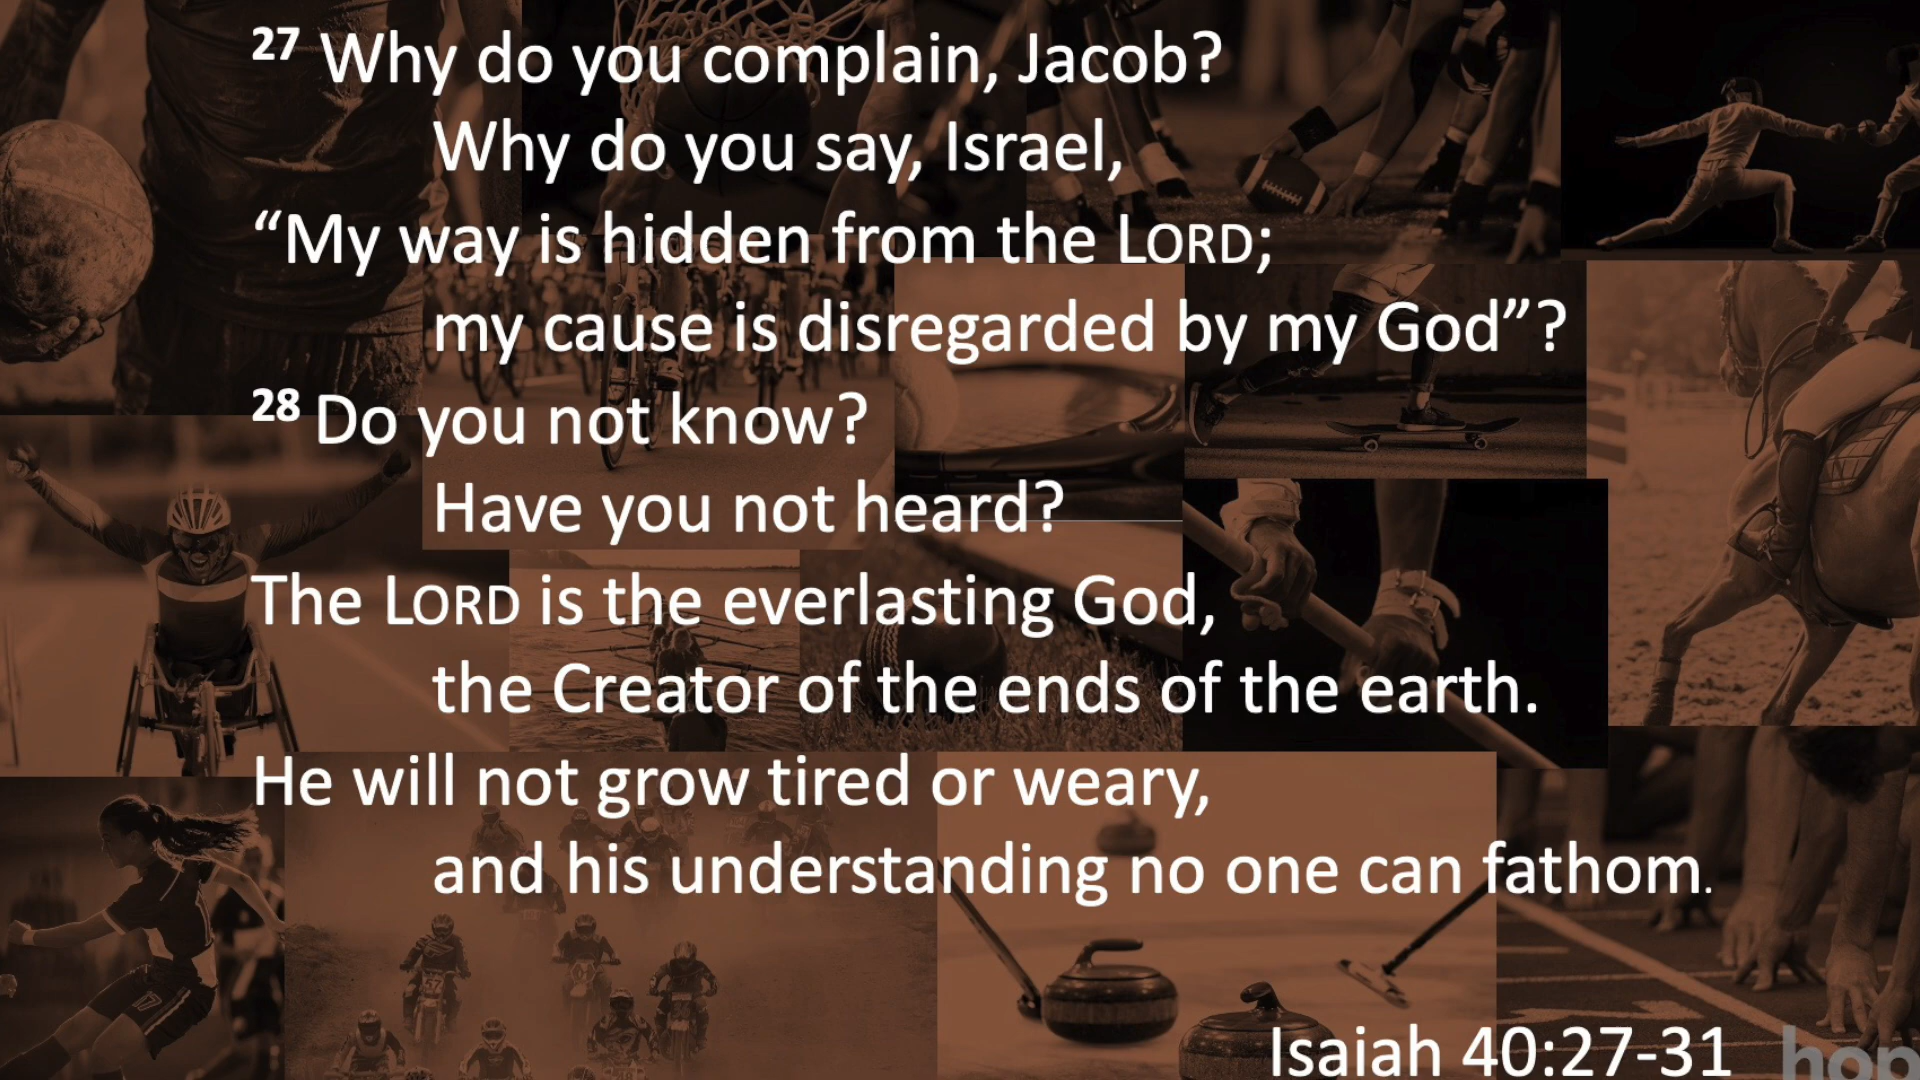 27 Why do you complain, Jacob?
Why do you say, Israel,
“My way is hidden from the LORD;
my cause is disregarded by my God”?
28 Do you not know?
Have you not heard?
The LORD is the everlasting God,
the Creator of the ends of the earth.
He will not grow tired or weary,
and his understanding no one can fathom.
Isaiah 40:27-31
hop